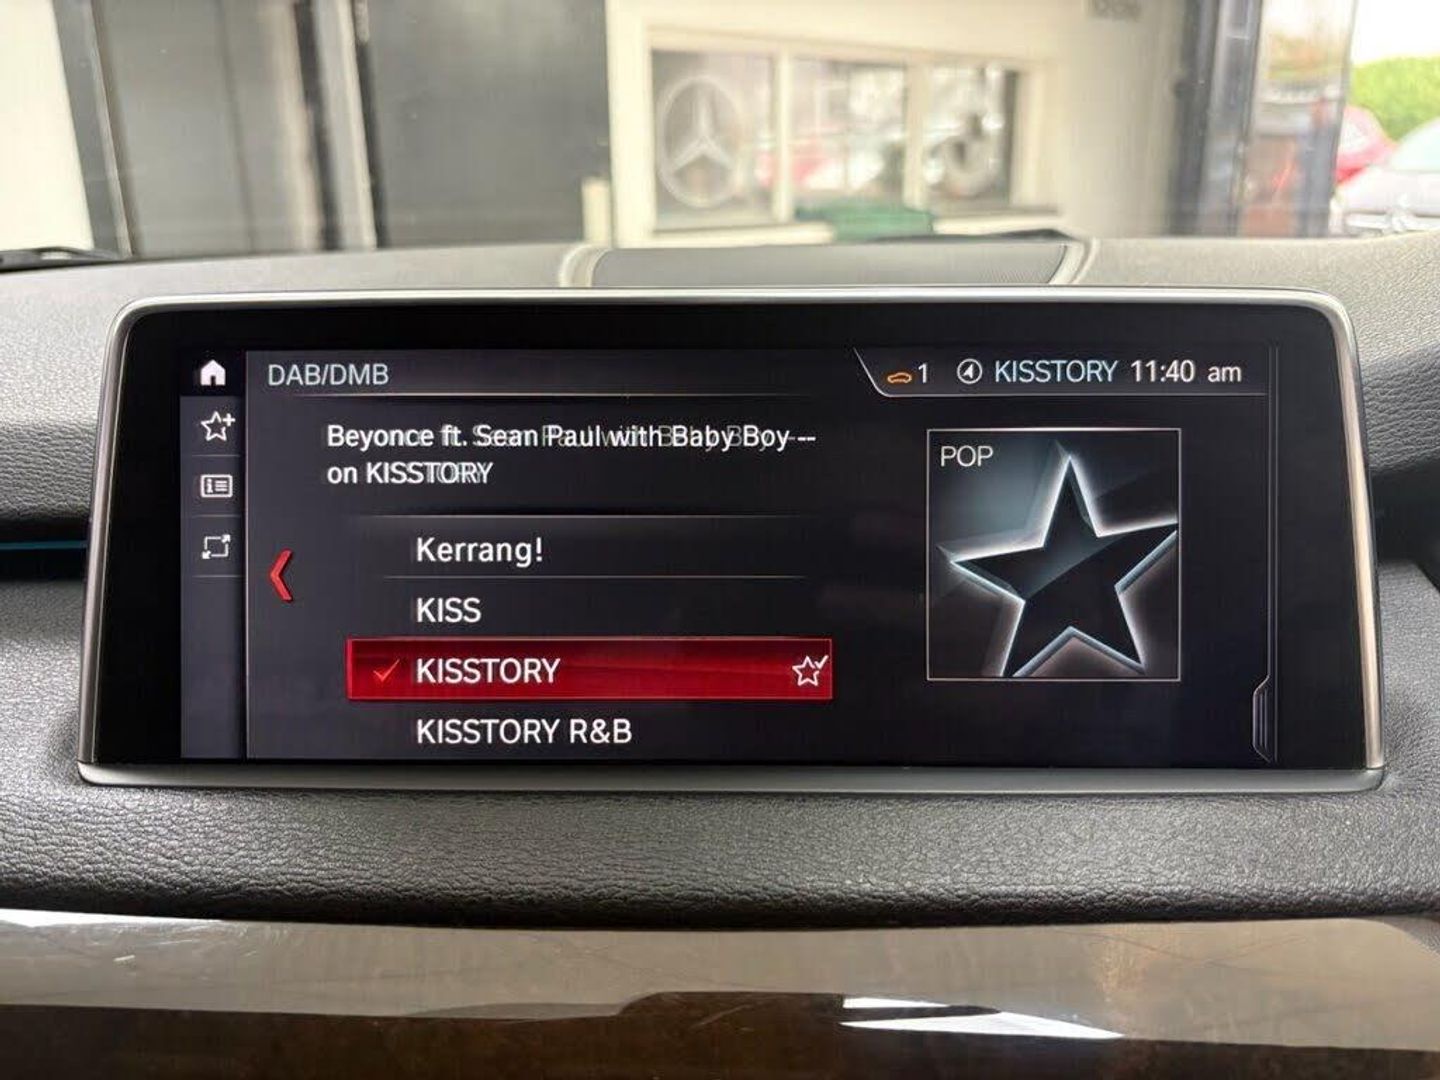 DAB/DMB
1
KISSTORY 11:40 am
Beyonce ft. Sean Paul with Baby Boy --
on KISSTORY
POP
Kerrang!
KISS
KISSTORY
KISSTORY R&B